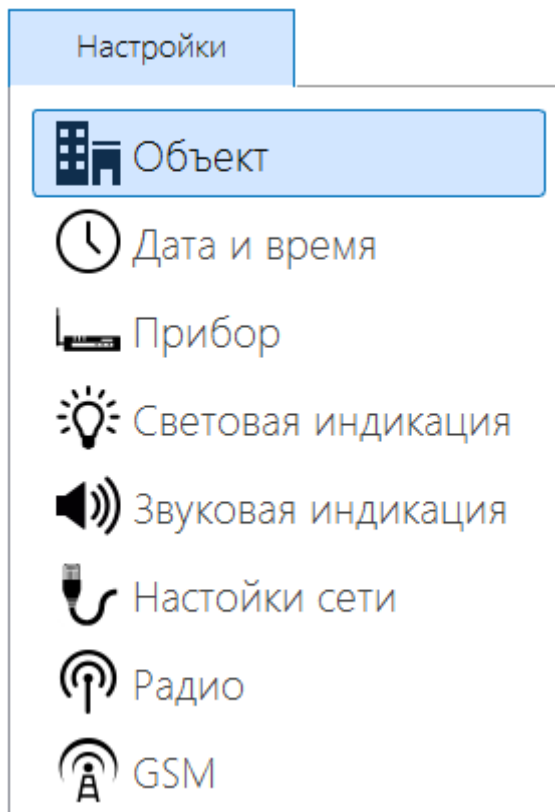 Настройки
Объект
Дата и время
Прибор
Световая индикация
Звуковая индикация
Настойки сети
Радио
GSM